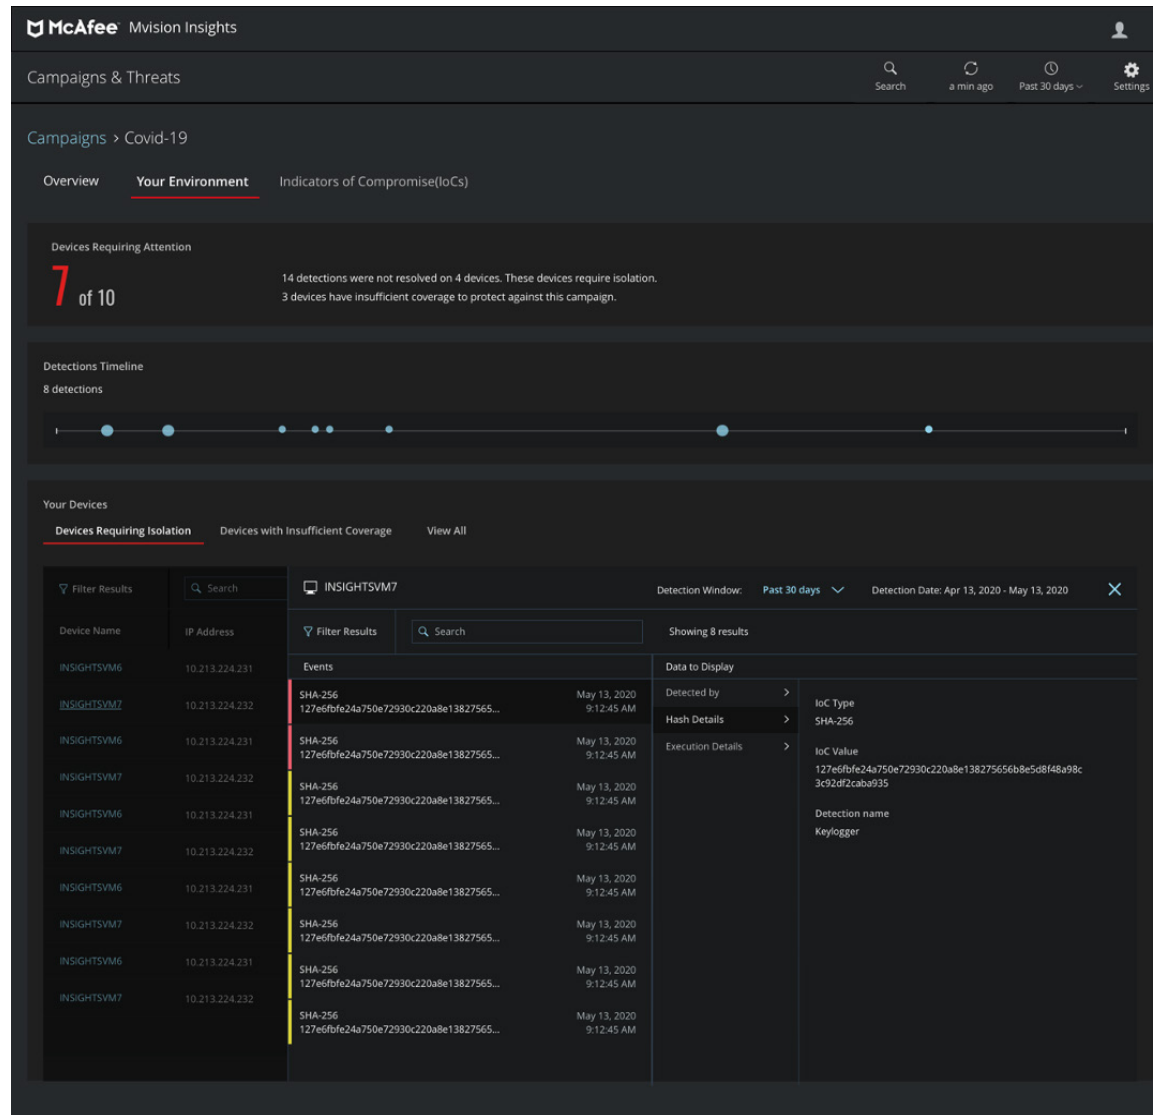 McAfee Mvision Insights
Campaigns & Threats
Search
a min ago
Past 30 days
Settings
Campaigns > Covid-19
Overview
Your Environment
Indicators of Compromise(IoCs)
Devices Requiring Attention
7 of 10
14 detections were not resolved on 4 devices. These devices require isolation.
3 devices have insufficient coverage to protect against this campaign.
Detections Timeline
8 detections
Your Devices
Devices Requiring Isolation
Devices with Insufficient Coverage
View All
Filter Results
Search
Device Name
IP Address
INSIGHTSVM6 10.213.224.231
INSIGHTSVM7 10.213.224.232
INSIGHTSVM6 10.213.224.231
INSIGHTSVM7 10.213.224.232
INSIGHTSVM6 10.213.224.231
INSIGHTSVM7 10.213.224.232
INSIGHTSVM6 10.213.224.231
INSIGHTSVM7 10.213.224.232
INSIGHTSVM6 10.213.224.231
INSIGHTSVM7 10.213.224.232
INSIGHTSVM7
Detection Window: Past 30 days
Detection Date: Apr 13, 2020 - May 13, 2020
Filter Results
Search
Showing 8 results
Events
SHA-256 May 13, 2020
127e6fbfe24a750e72930c220a8e13827565... 9:12:45 AM
SHA-256 May 13, 2020
127e6fbfe24a750e72930c220a8e13827565... 9:12:45 AM
SHA-256 May 13, 2020
127e6fbfe24a750e72930c220a8e13827565... 9:12:45 AM
SHA-256 May 13, 2020
127e6fbfe24a750e72930c220a8e13827565... 9:12:45 AM
SHA-256 May 13, 2020
127e6fbfe24a750e72930c220a8e13827565... 9:12:45 AM
SHA-256 May 13, 2020
127e6fbfe24a750e72930c220a8e13827565... 9:12:45 AM
SHA-256 May 13, 2020
127e6fbfe24a750e72930c220a8e13827565... 9:12:45 AM
SHA-256 May 13, 2020
127e6fbfe24a750e72930c220a8e13827565... 9:12:45 AM
Data to Display
Detected by
Hash Details
Execution Details
IoC Type
SHA-256
IoC Value
127e6fbfe24a750e72930c220a8e138275656b8e5d8f48a98c
3c92df2caba935
Detection name
Keylogger